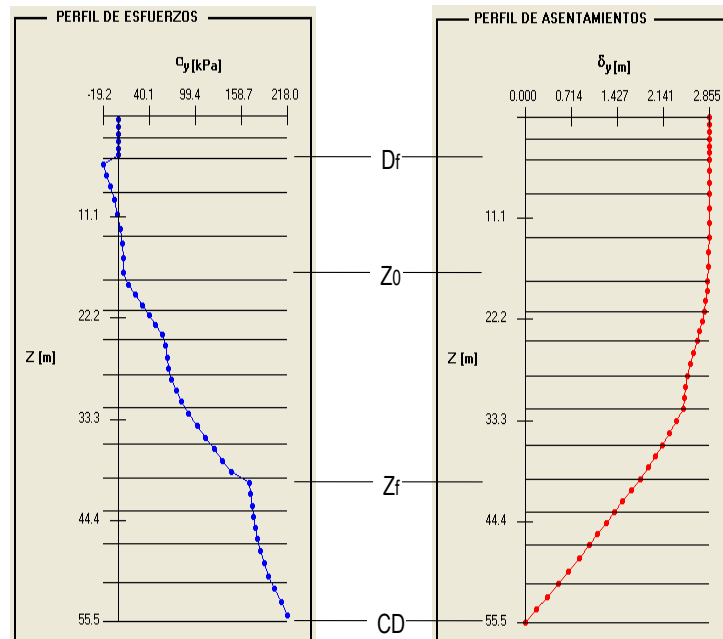 PERFIL DE ESFUERZOS
σy [kPa]
-19.2 40.1 99.4 158.7 218.0
11.1
22.2
Z [m]
33.3
44.4
55.5
Df
Z0
Zf
CD
PERFIL DE ASENTAMIENTOS
δy [m]
0.000 0.714 1.427 2.141 2.855
11.1
22.2
Z [m]
33.3
44.4
55.5